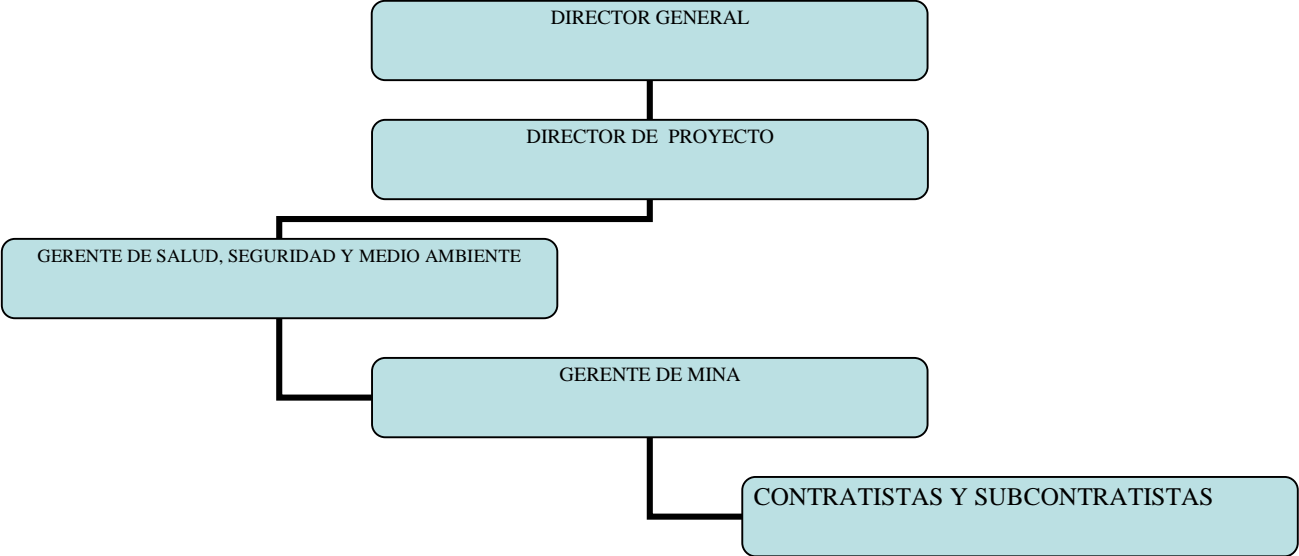 DIRECTOR GENERAL
DIRECTOR DE PROYECTO
GERENTE DE SALUD, SEGURIDAD Y MEDIO AMBIENTE
GERENTE DE MINA
CONTRATISTAS Y SUBCONTRATISTAS